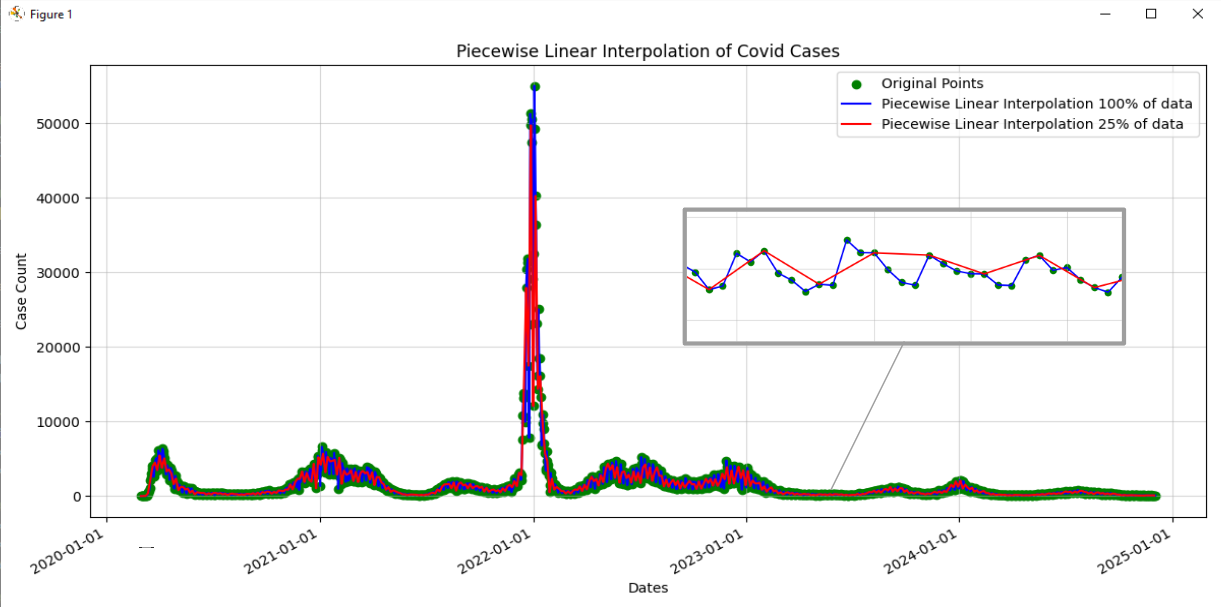 Figure 1
Piecewise Linear Interpolation of Covid Cases
Original Points
Piecewise Linear Interpolation 100% of data
Piecewise Linear Interpolation 25% of data
Case Count
50000
40000
30000
20000
10000
0
2020-01-01
2021-01-01
2022-01-01
2023-01-01
2024-01-01
2025-01-01
Dates